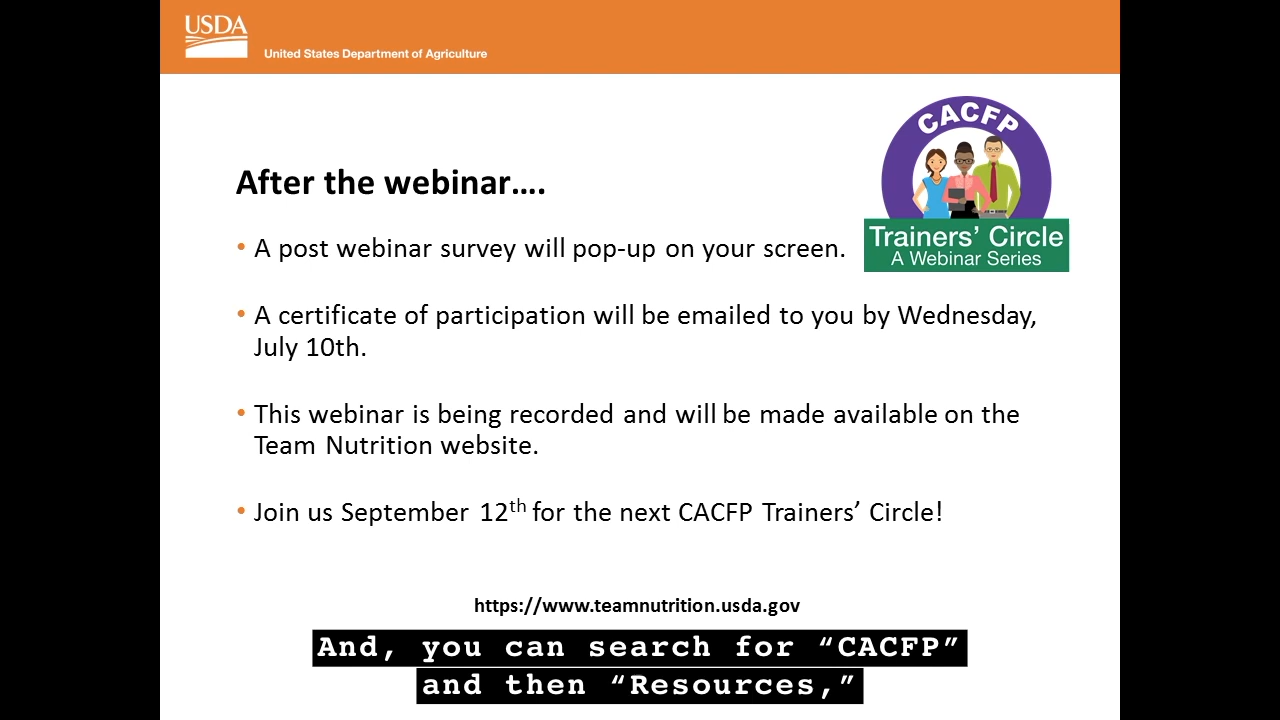 USDA
United States Department of Agriculture
CACFP
Trainers’ Circle
A Webinar Series
After the webinar….
• A post webinar survey will pop-up on your screen.
• A certificate of participation will be emailed to you by Wednesday,
July 10th.
• This webinar is being recorded and will be made available on the
Team Nutrition website.
• Join us September 12th for the next CACFP Trainers’ Circle!
https://www.teamnutrition.usda.gov
And, you can search for “CACFP”
and then “Resources,”